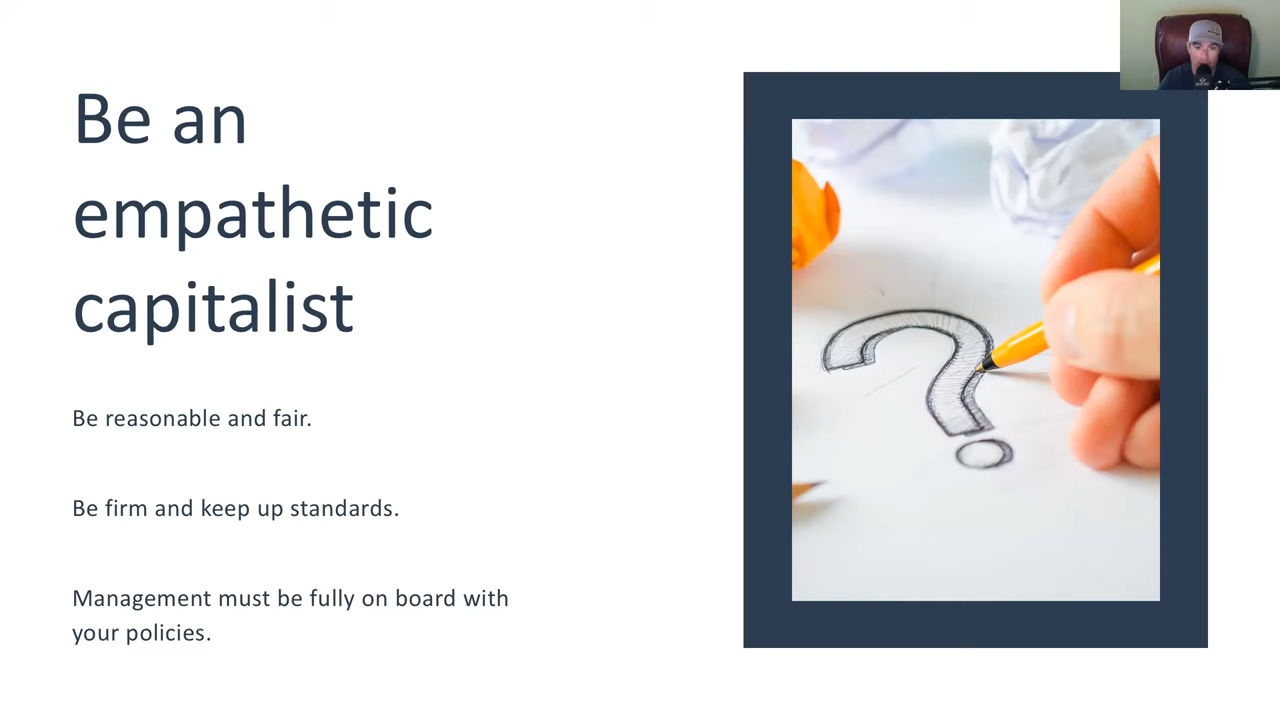 Be an
empathetic
capitalist
Be reasonable and fair.
Be firm and keep up standards.
Management must be fully on board with
your policies.